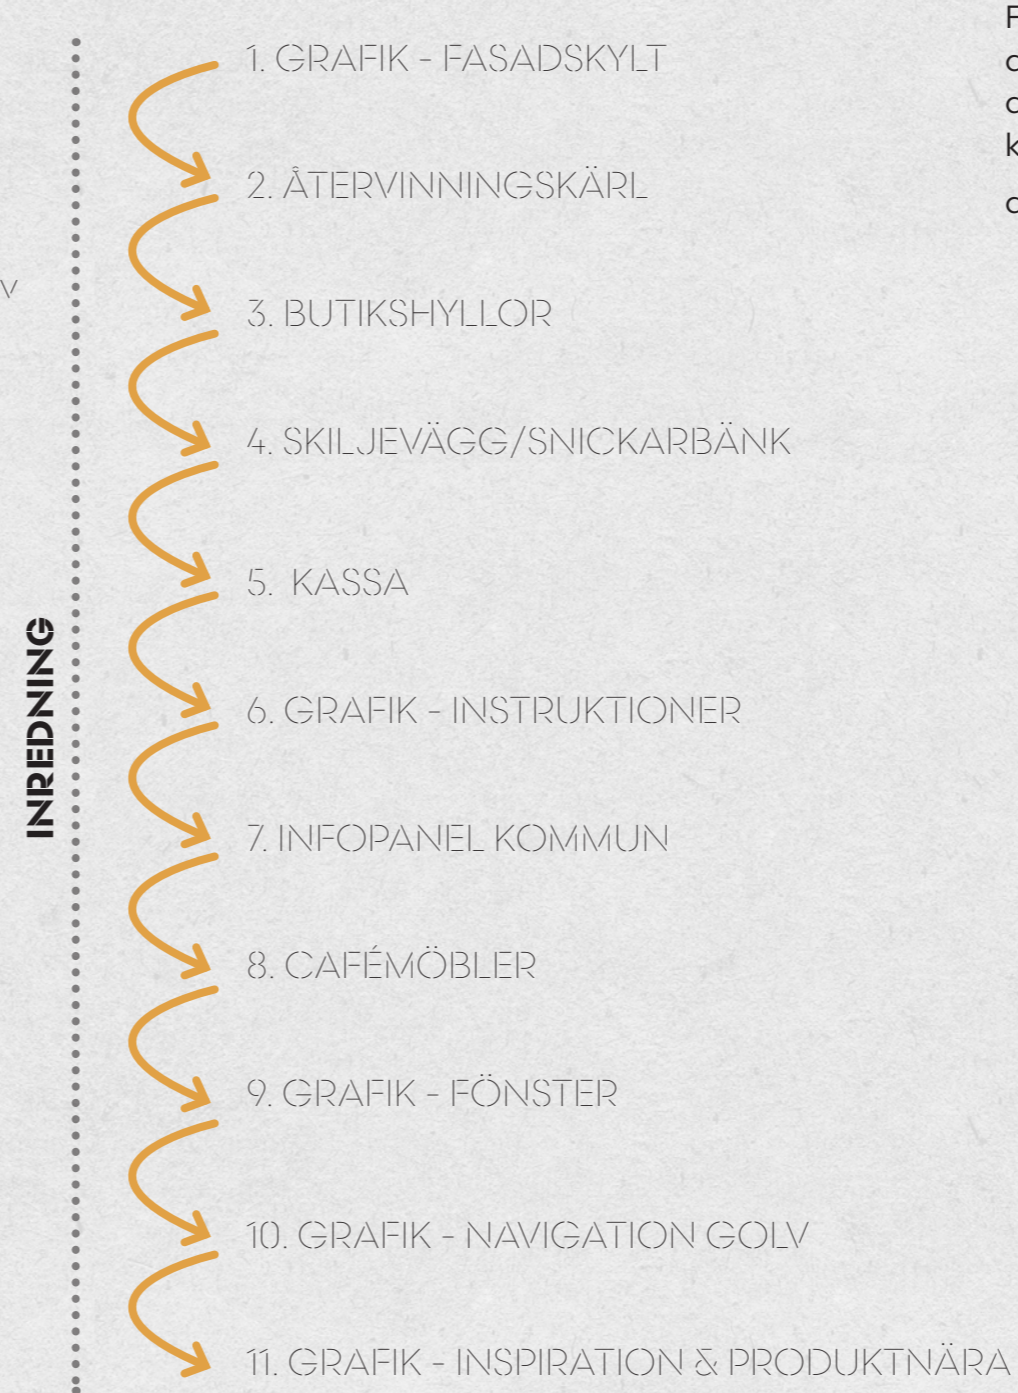 INREDNING
1. GRAFIK - FASADSKYLT
2. ÅTERVINNINGSKÄRL
3. BUTIKSHYLLOR
4. SKILJEVÄGG/SNICKARBÄNK
5. KASSA
6. GRAFIK - INSTRUKTIONER
7. INFOPANEL KOMMUN
8. CAFÉMÖBLER
9. GRAFIK - FÖNSTER
10. GRAFIK - NAVIGATION GOLV
11. GRAFIK - INSPIRATION & PRODUKTNÄRA